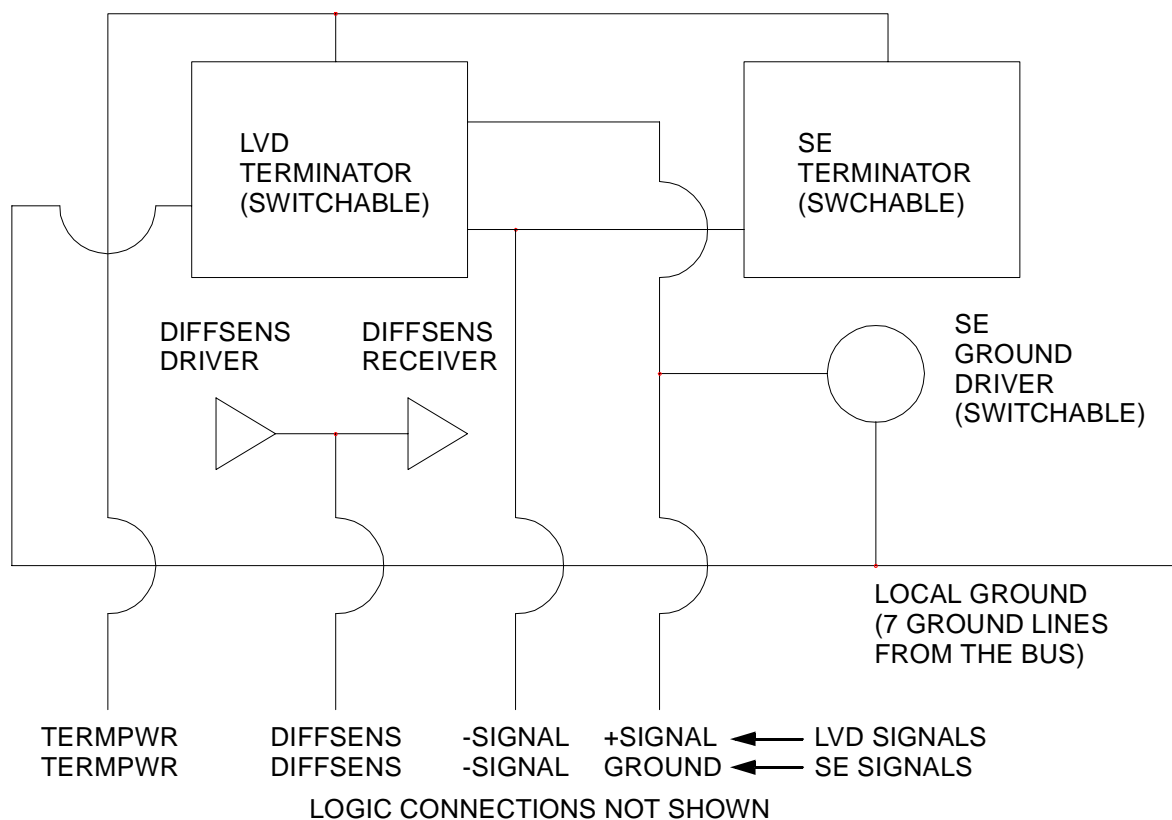 LVD
TERMINATOR
(SWITCHABLE)
SE
TERMINATOR
(SWCHABLE)
DIFFSENS
DRIVER
DIFFSENS
RECEIVER
SE
GROUND
DRIVER
(SWITCHABLE)
LOCAL GROUND
(7 GROUND LINES
FROM THE BUS)
TERMPWR DIFFSENS -SIGNAL +SIGNAL LVD SIGNALS
TERMPWR DIFFSENS -SIGNAL GROUND SE SIGNALS
LOGIC CONNECTIONS NOT SHOWN